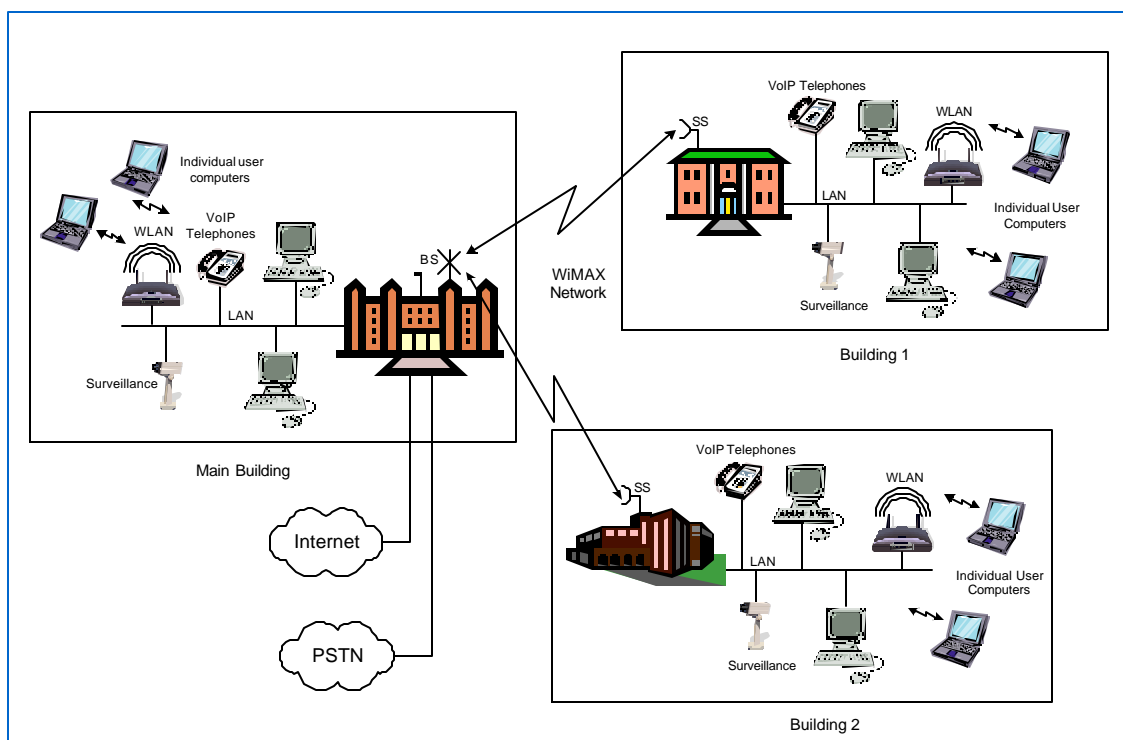 Individual user
computers
WLAN
VoIP
Telephones
BS
LAN
Surveillance
Main Building
Internet
PSTN
WiMAX
Network
VoIP Telephones
SS
WLAN
LAN
Individual User
Computers
Surveillance
Building 1
VoIP Telephones
SS
WLAN
LAN
Individual User
Computers
Surveillance
Building 2